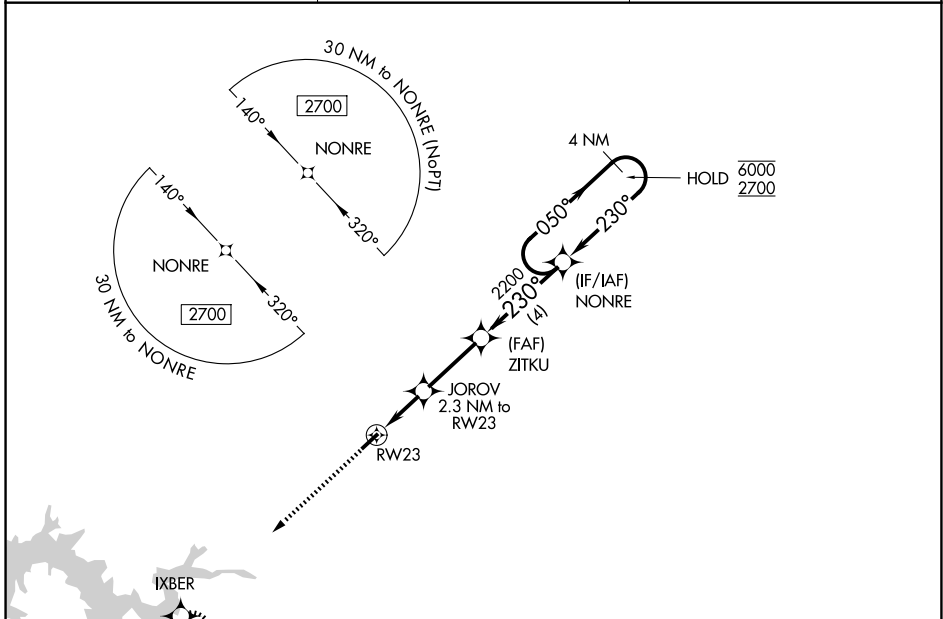 30 NM to NONRE (NoPT)
2700
140°
NONRE
320°
140°
NONRE
320°
2700
30 NM to NONRE
4 NM
HOLD 6000
2700
050°
230°
(IF/IAF)
NONRE
2200
230°
(4)
(FAF)
ZITKU
JOROV
2.3 NM to
RW23
RW23
IXBER